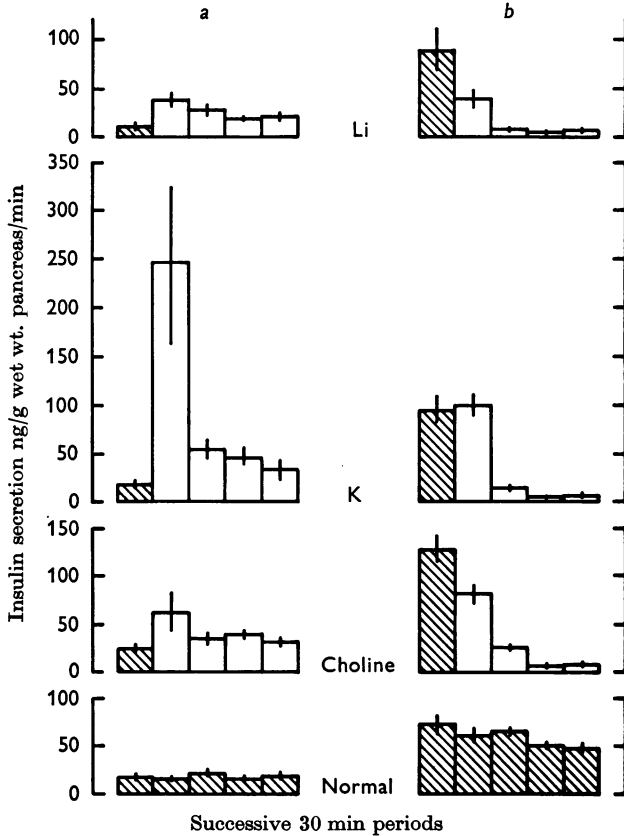 a
b
100
50
0
Li
350
300
250
200
150
100
50
0
K
150
100
50
0
Choline
100
50
0
Normal
Insulin secretion ng/g wet wt. pancreas/min
Successive 30 min periods